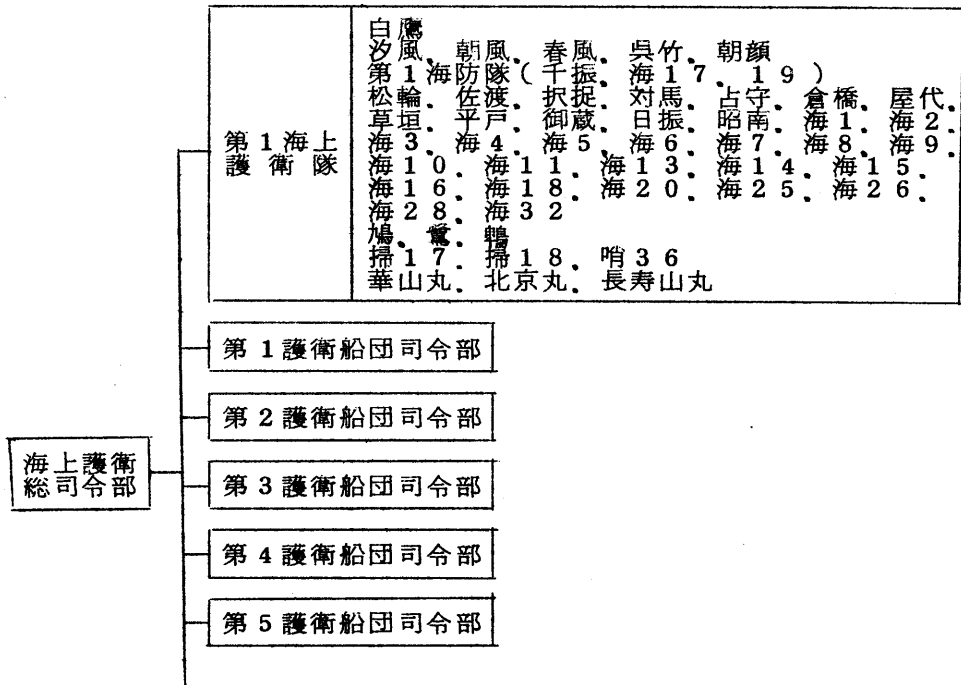 白鷹
汐風．朝風．春風．呉竹．朝顔
第1海防隊（千振．海17．19）
松輪．佐渡．択捉．対馬．占守．倉橋．屋代．
草垣．平戸．御蔵．日振．昭南．海1．海2．
海3．海4．海5．海6．海7．海8．海9．
海10．海11．海13．海14．海15．
海16．海18．海20．海25．海26．
海28．海32
鳩．鷺．鵯
掃17．掃18．哨36
華山丸．北京丸．長寿山丸
第1海上
護衛隊
第1護衛船団司令部
第2護衛船団司令部
第3護衛船団司令部
第4護衛船団司令部
第5護衛船団司令部
海上護衛
総司令部